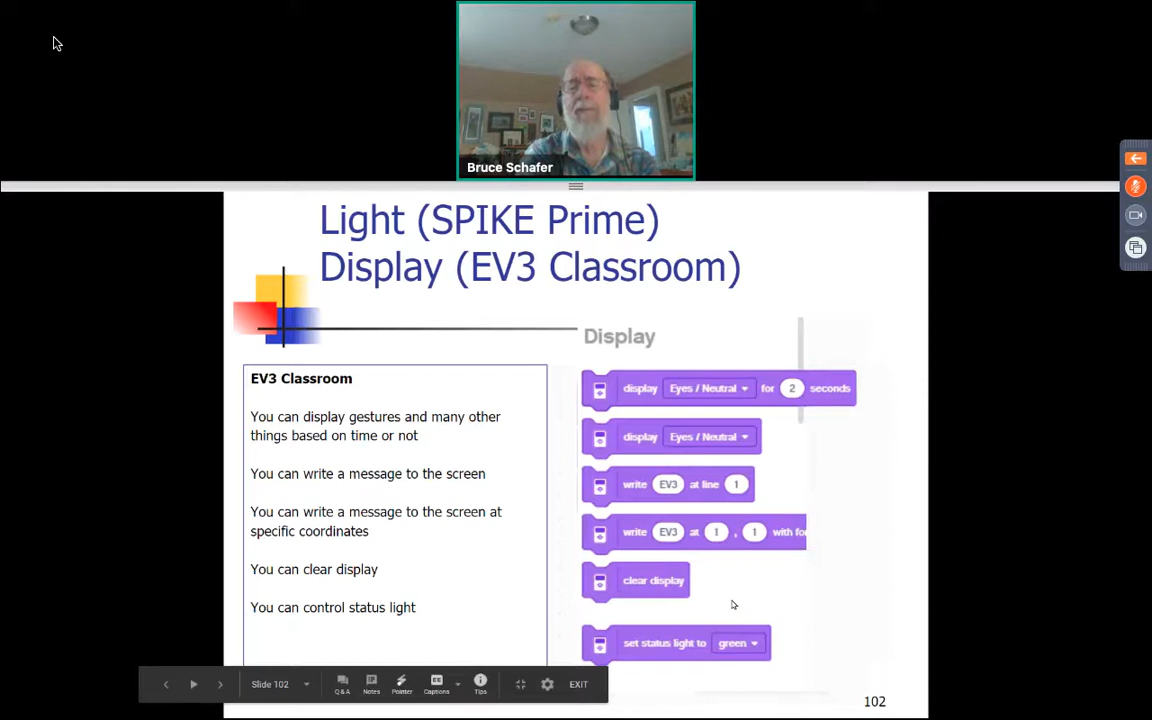 Bruce Schafer
Light (SPIKE Prime)
Display (EV3 Classroom)
Display
EV3 Classroom
You can display gestures and many other
things based on time or not
You can write a message to the screen
You can write a message to the screen at
specific coordinates
You can clear display
You can control status light
display Eyes / Neutral for 2 seconds
display Eyes / Neutral
write EV3 at line 1
write EV3 at 1 , 1 with for
clear display
set status light to green
Slide 102
Q & A
Notes
Pointer
CC
Captions
Tips
EXIT
102